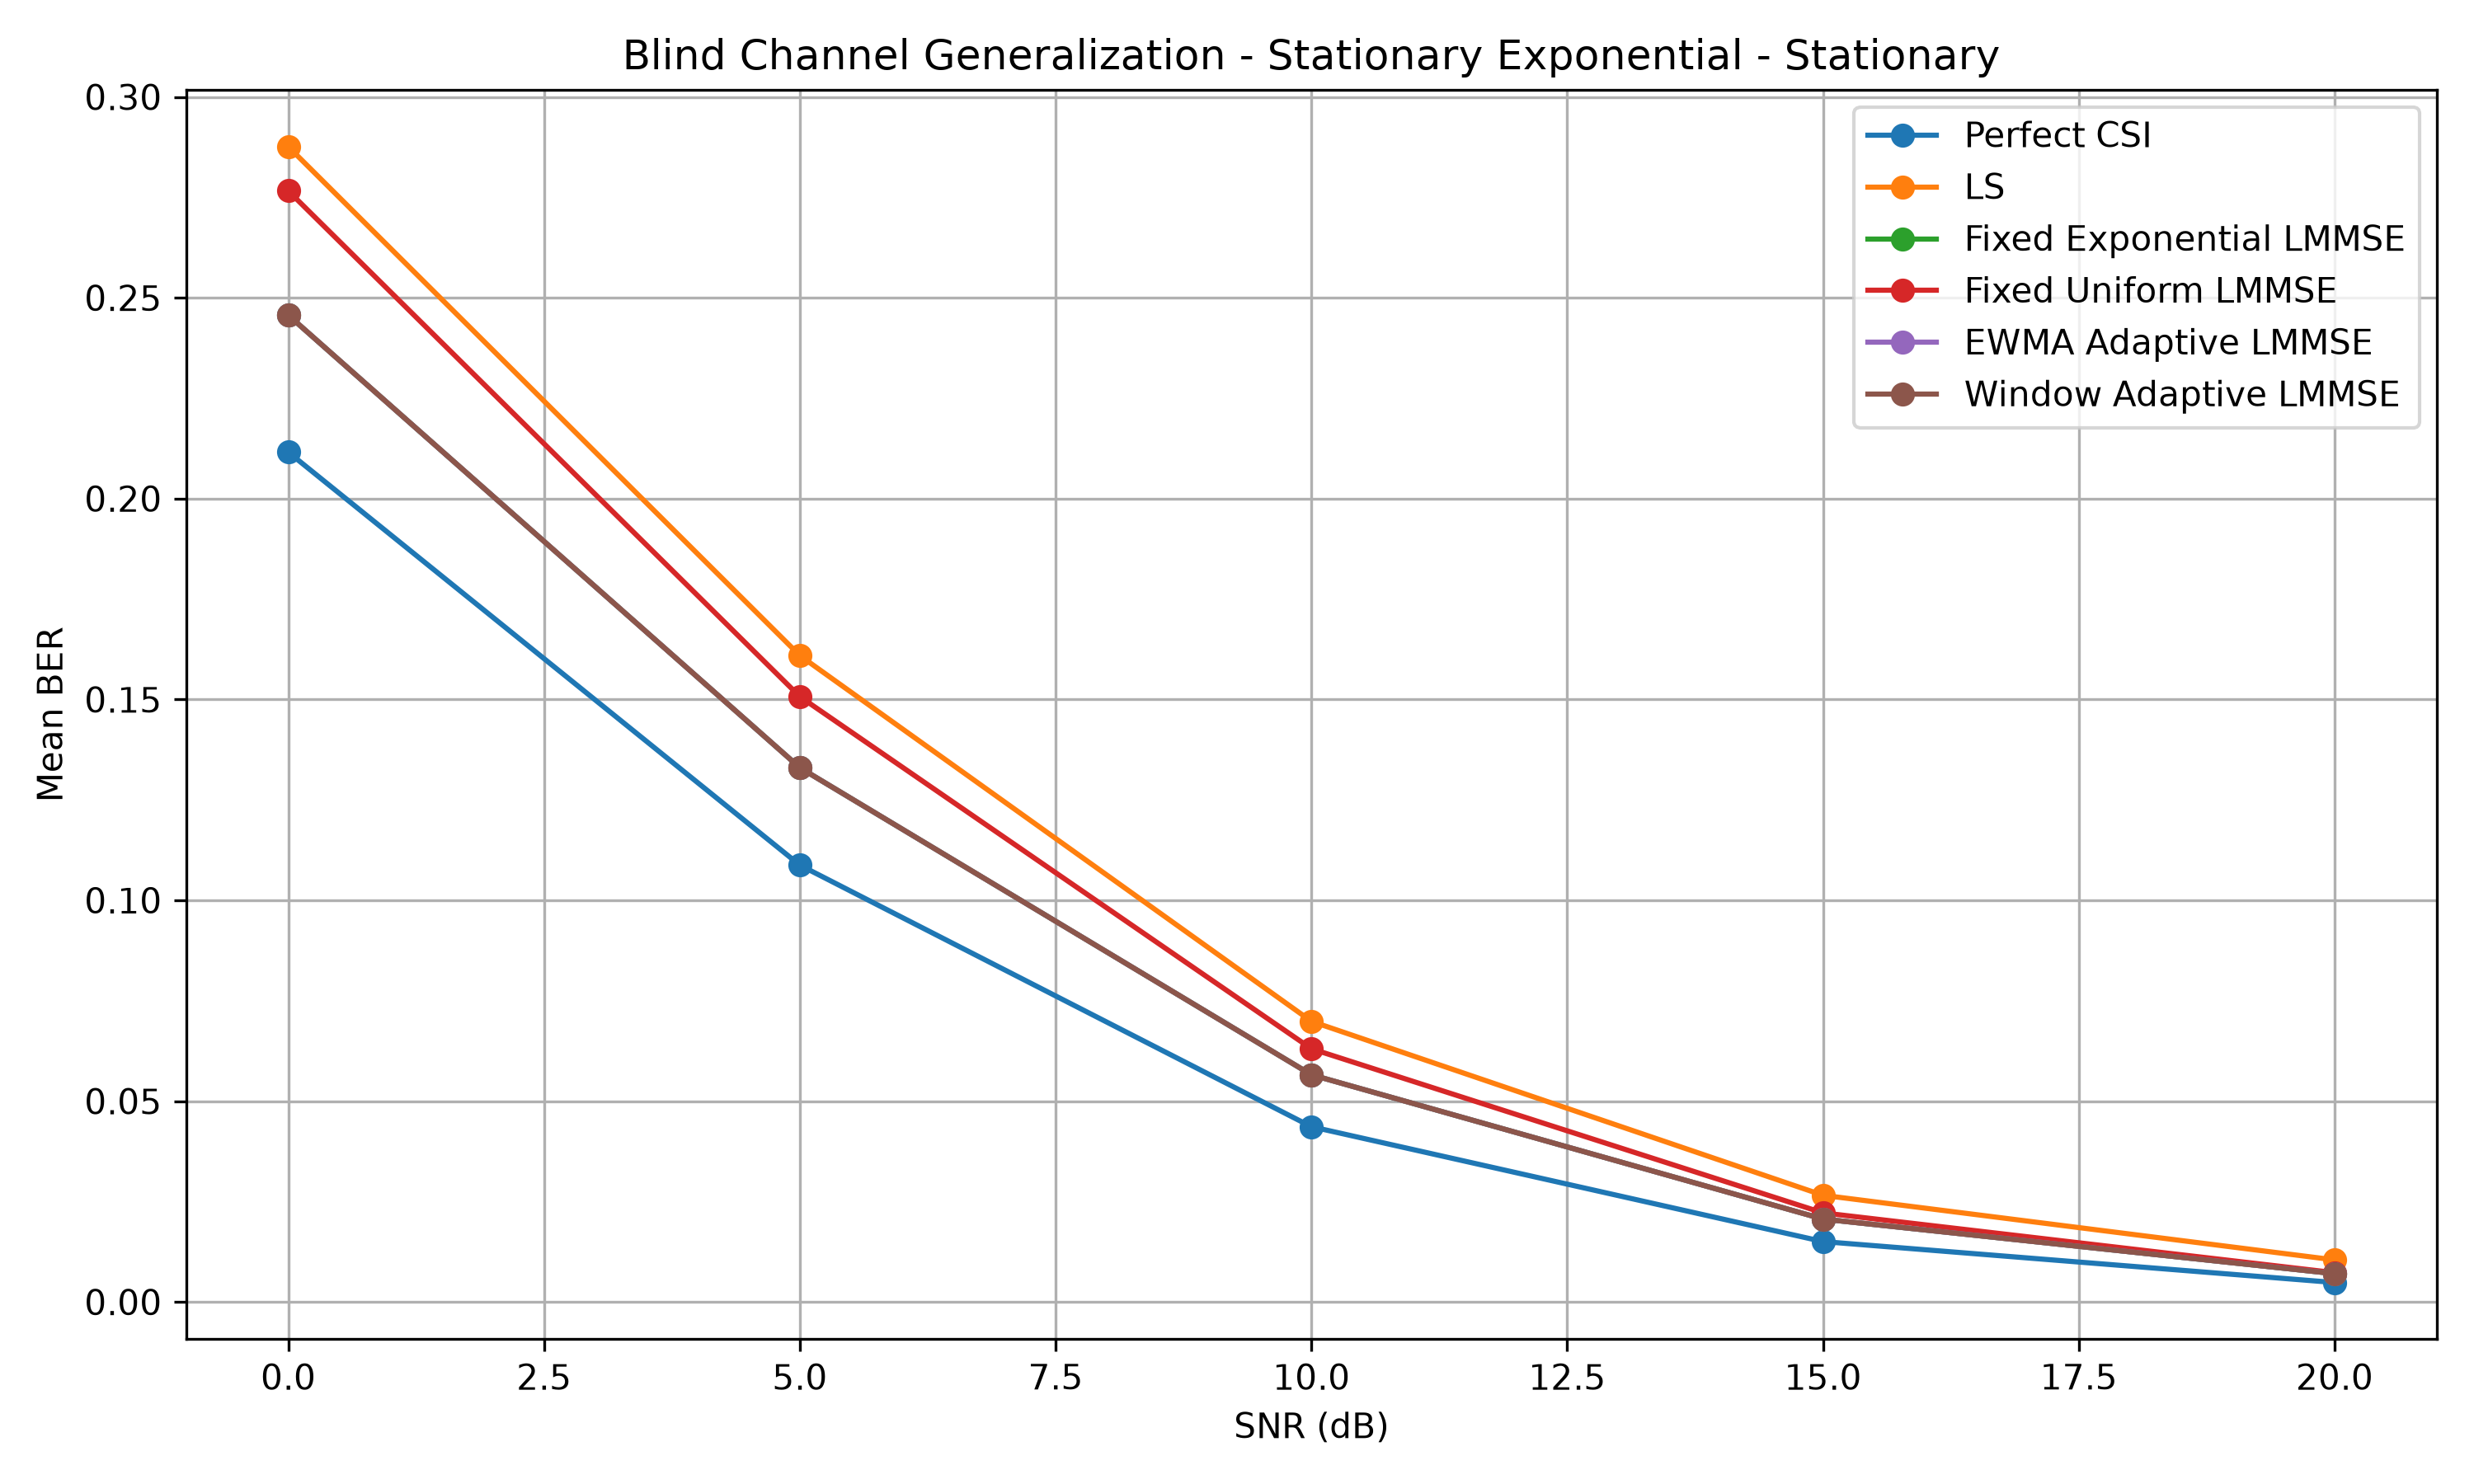 Blind Channel Generalization - Stationary Exponential - Stationary
0.30
0.25
0.20
0.15
0.10
0.05
0.00
Mean BER
Perfect CSI
LS
Fixed Exponential LMMSE
Fixed Uniform LMMSE
EWMA Adaptive LMMSE
Window Adaptive LMMSE
0.0 2.5 5.0 7.5 10.0 12.5 15.0 17.5 20.0
SNR (dB)